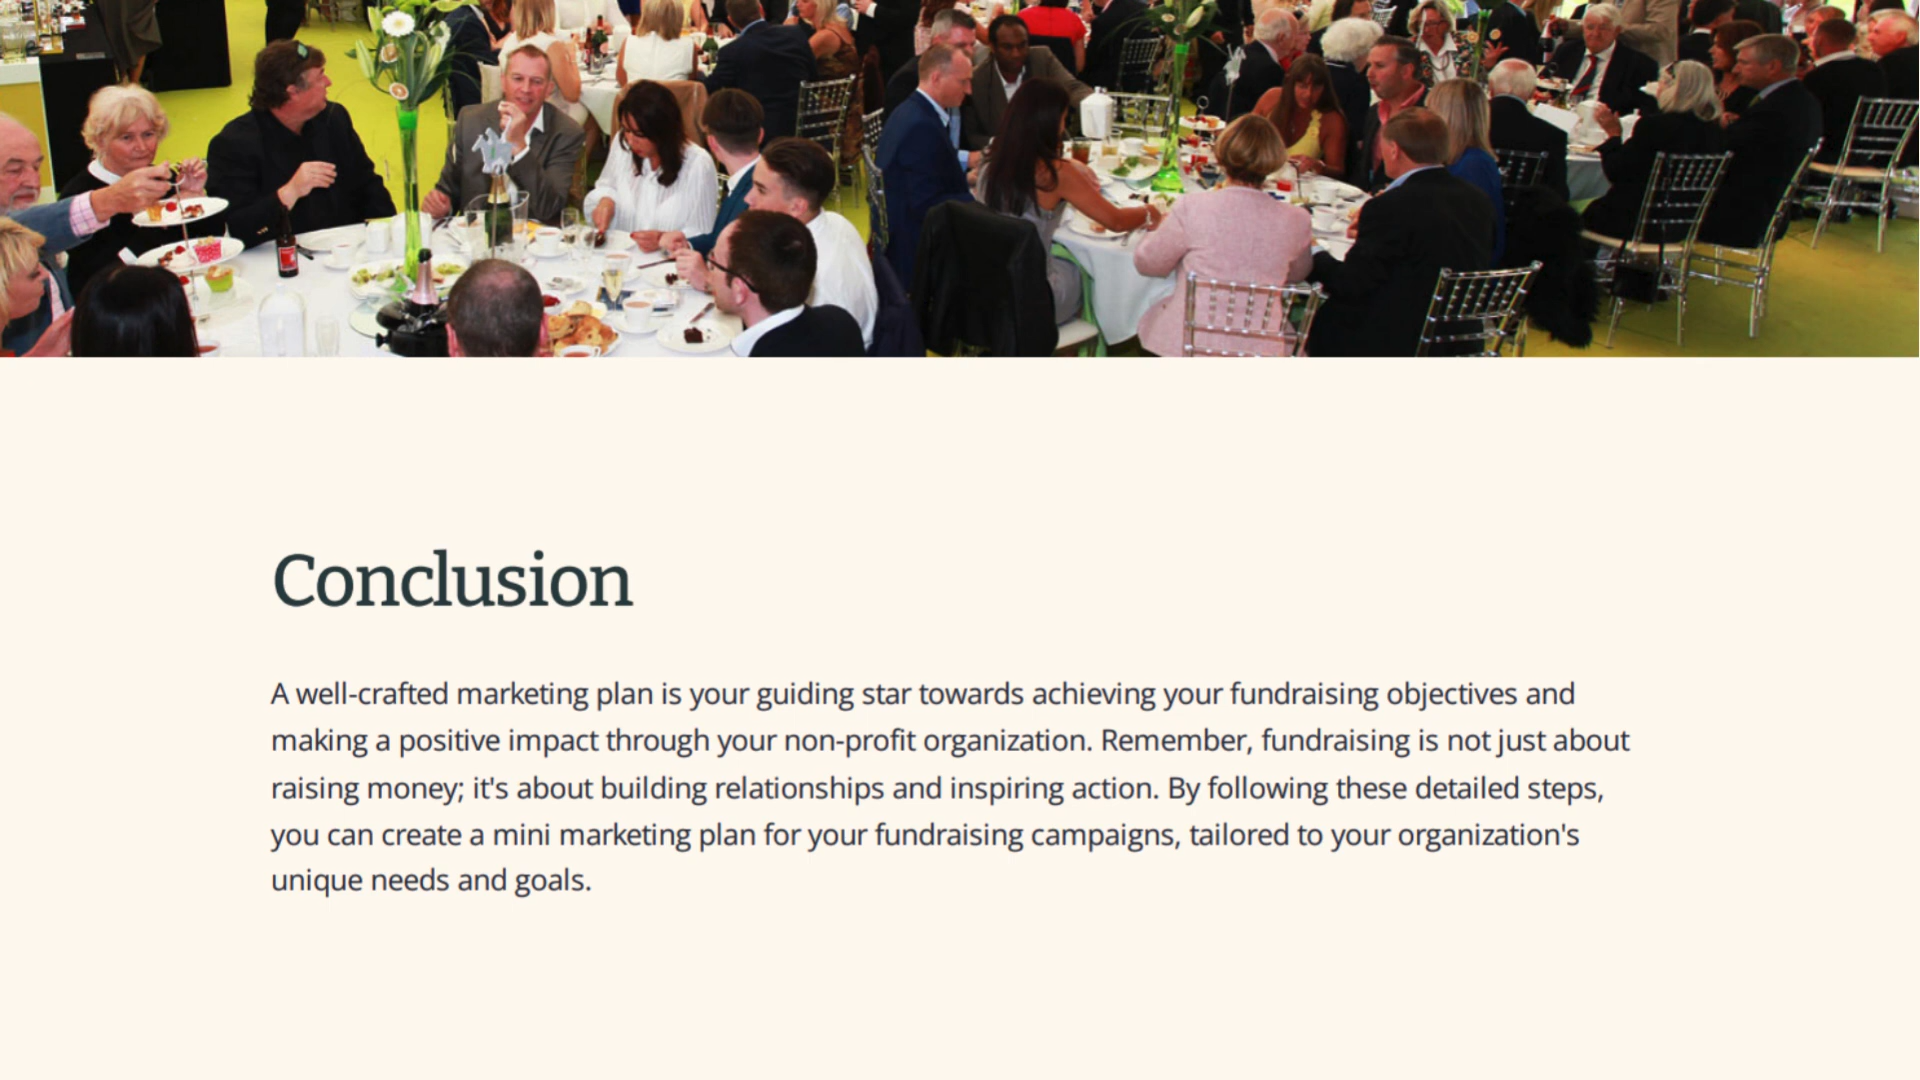 Conclusion
A well-crafted marketing plan is your guiding star towards achieving your fundraising objectives and
making a positive impact through your non-profit organization. Remember, fundraising is not just about
raising money; it's about building relationships and inspiring action. By following these detailed steps,
you can create a mini marketing plan for your fundraising campaigns, tailored to your organization's
unique needs and goals.